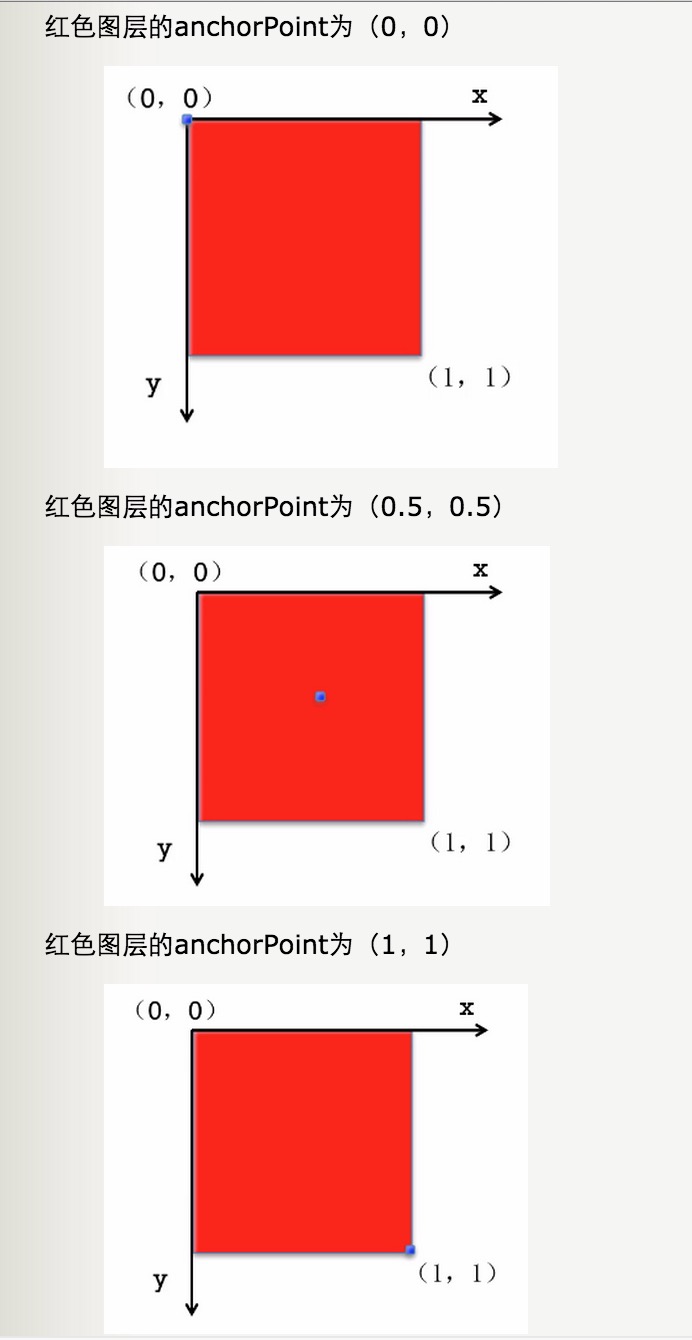 红色图层的anchorPoint为（0，0）
（0，0）
x
y
（1，1）
红色图层的anchorPoint为（0.5，0.5）
（0，0）
x
y
（1，1）
红色图层的anchorPoint为（1，1）
（0，0）
x
y
（1，1）